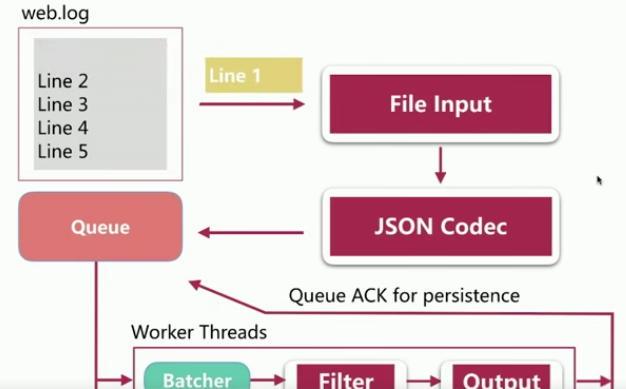 web.log
Line 1
Line 2
Line 3
Line 4
Line 5
File Input
Queue
JSON Codec
Queue ACK for persistence
Worker Threads
Batcher
Filter
Output